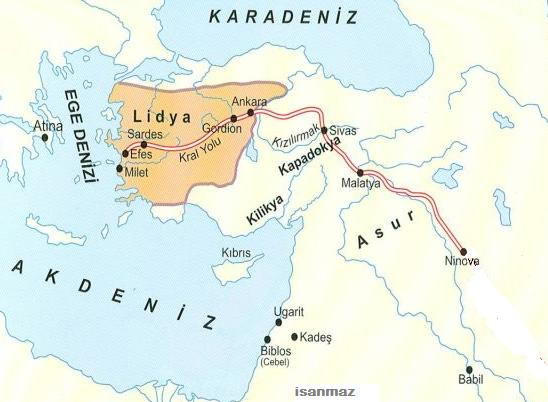 KARADENİZ
EGE DENİZİ
Atina
Lidya
Ankara
Gordion
Sardes
Kral Yolu
Efes
Milet
Kızılırmak
Sivas
Kapadokya
Malatya
Kilikya
Asur
Ninova
Kıbrıs
AKDENİZ
Ugarit
Kadeş
Biblos
(Cebel)
Babil
isanmaz